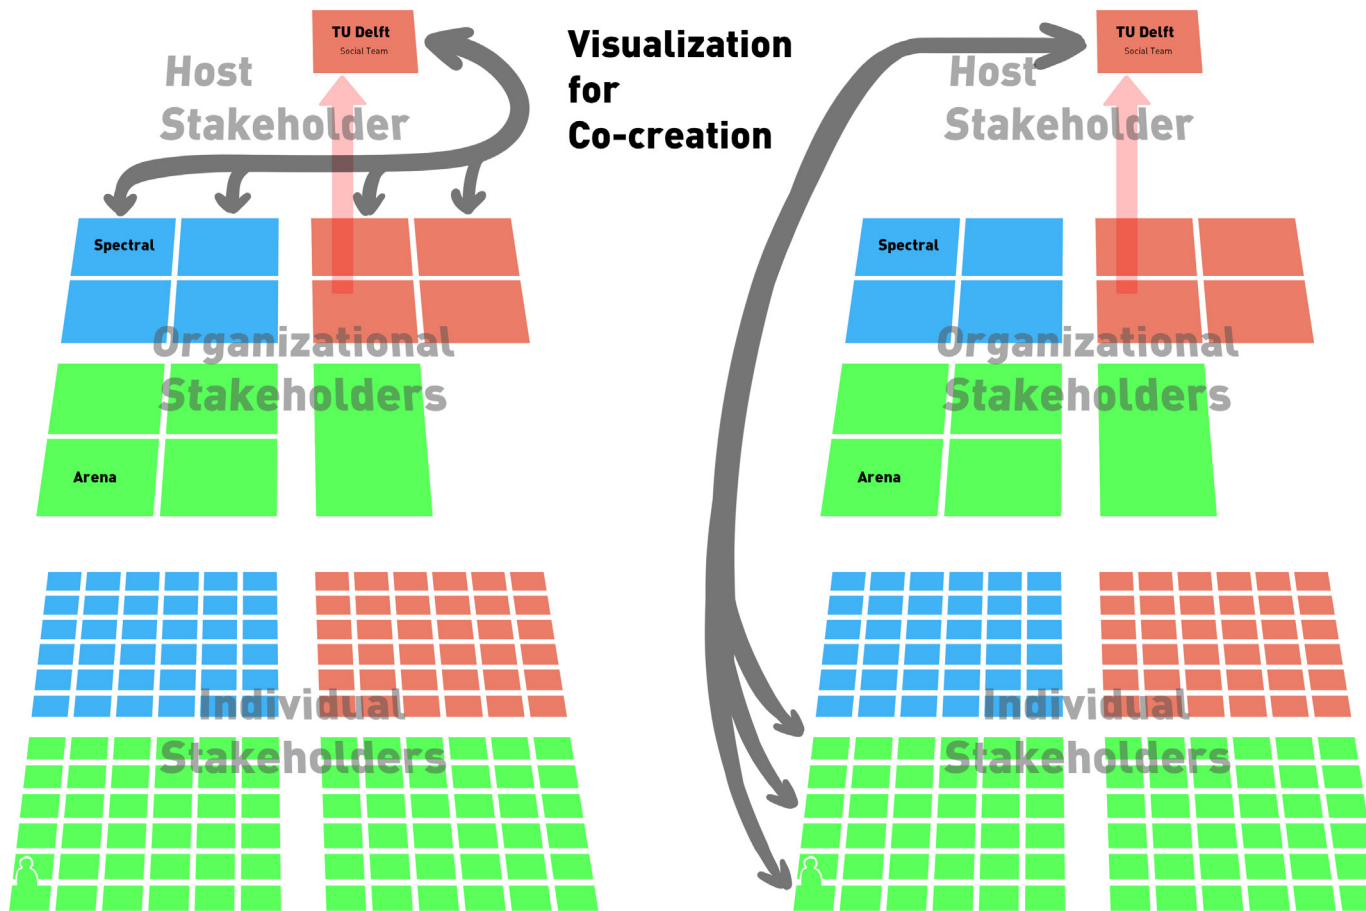 TU Delft
Social Team
Host
Stakeholder
Spectral
Organizational
Stakeholders
Arena
Individual
Stakeholders
Visualization
for
Co-creation
TU Delft
Social Team
Host
Stakeholder
Spectral
Organizational
Stakeholders
Arena
Individual
Stakeholders